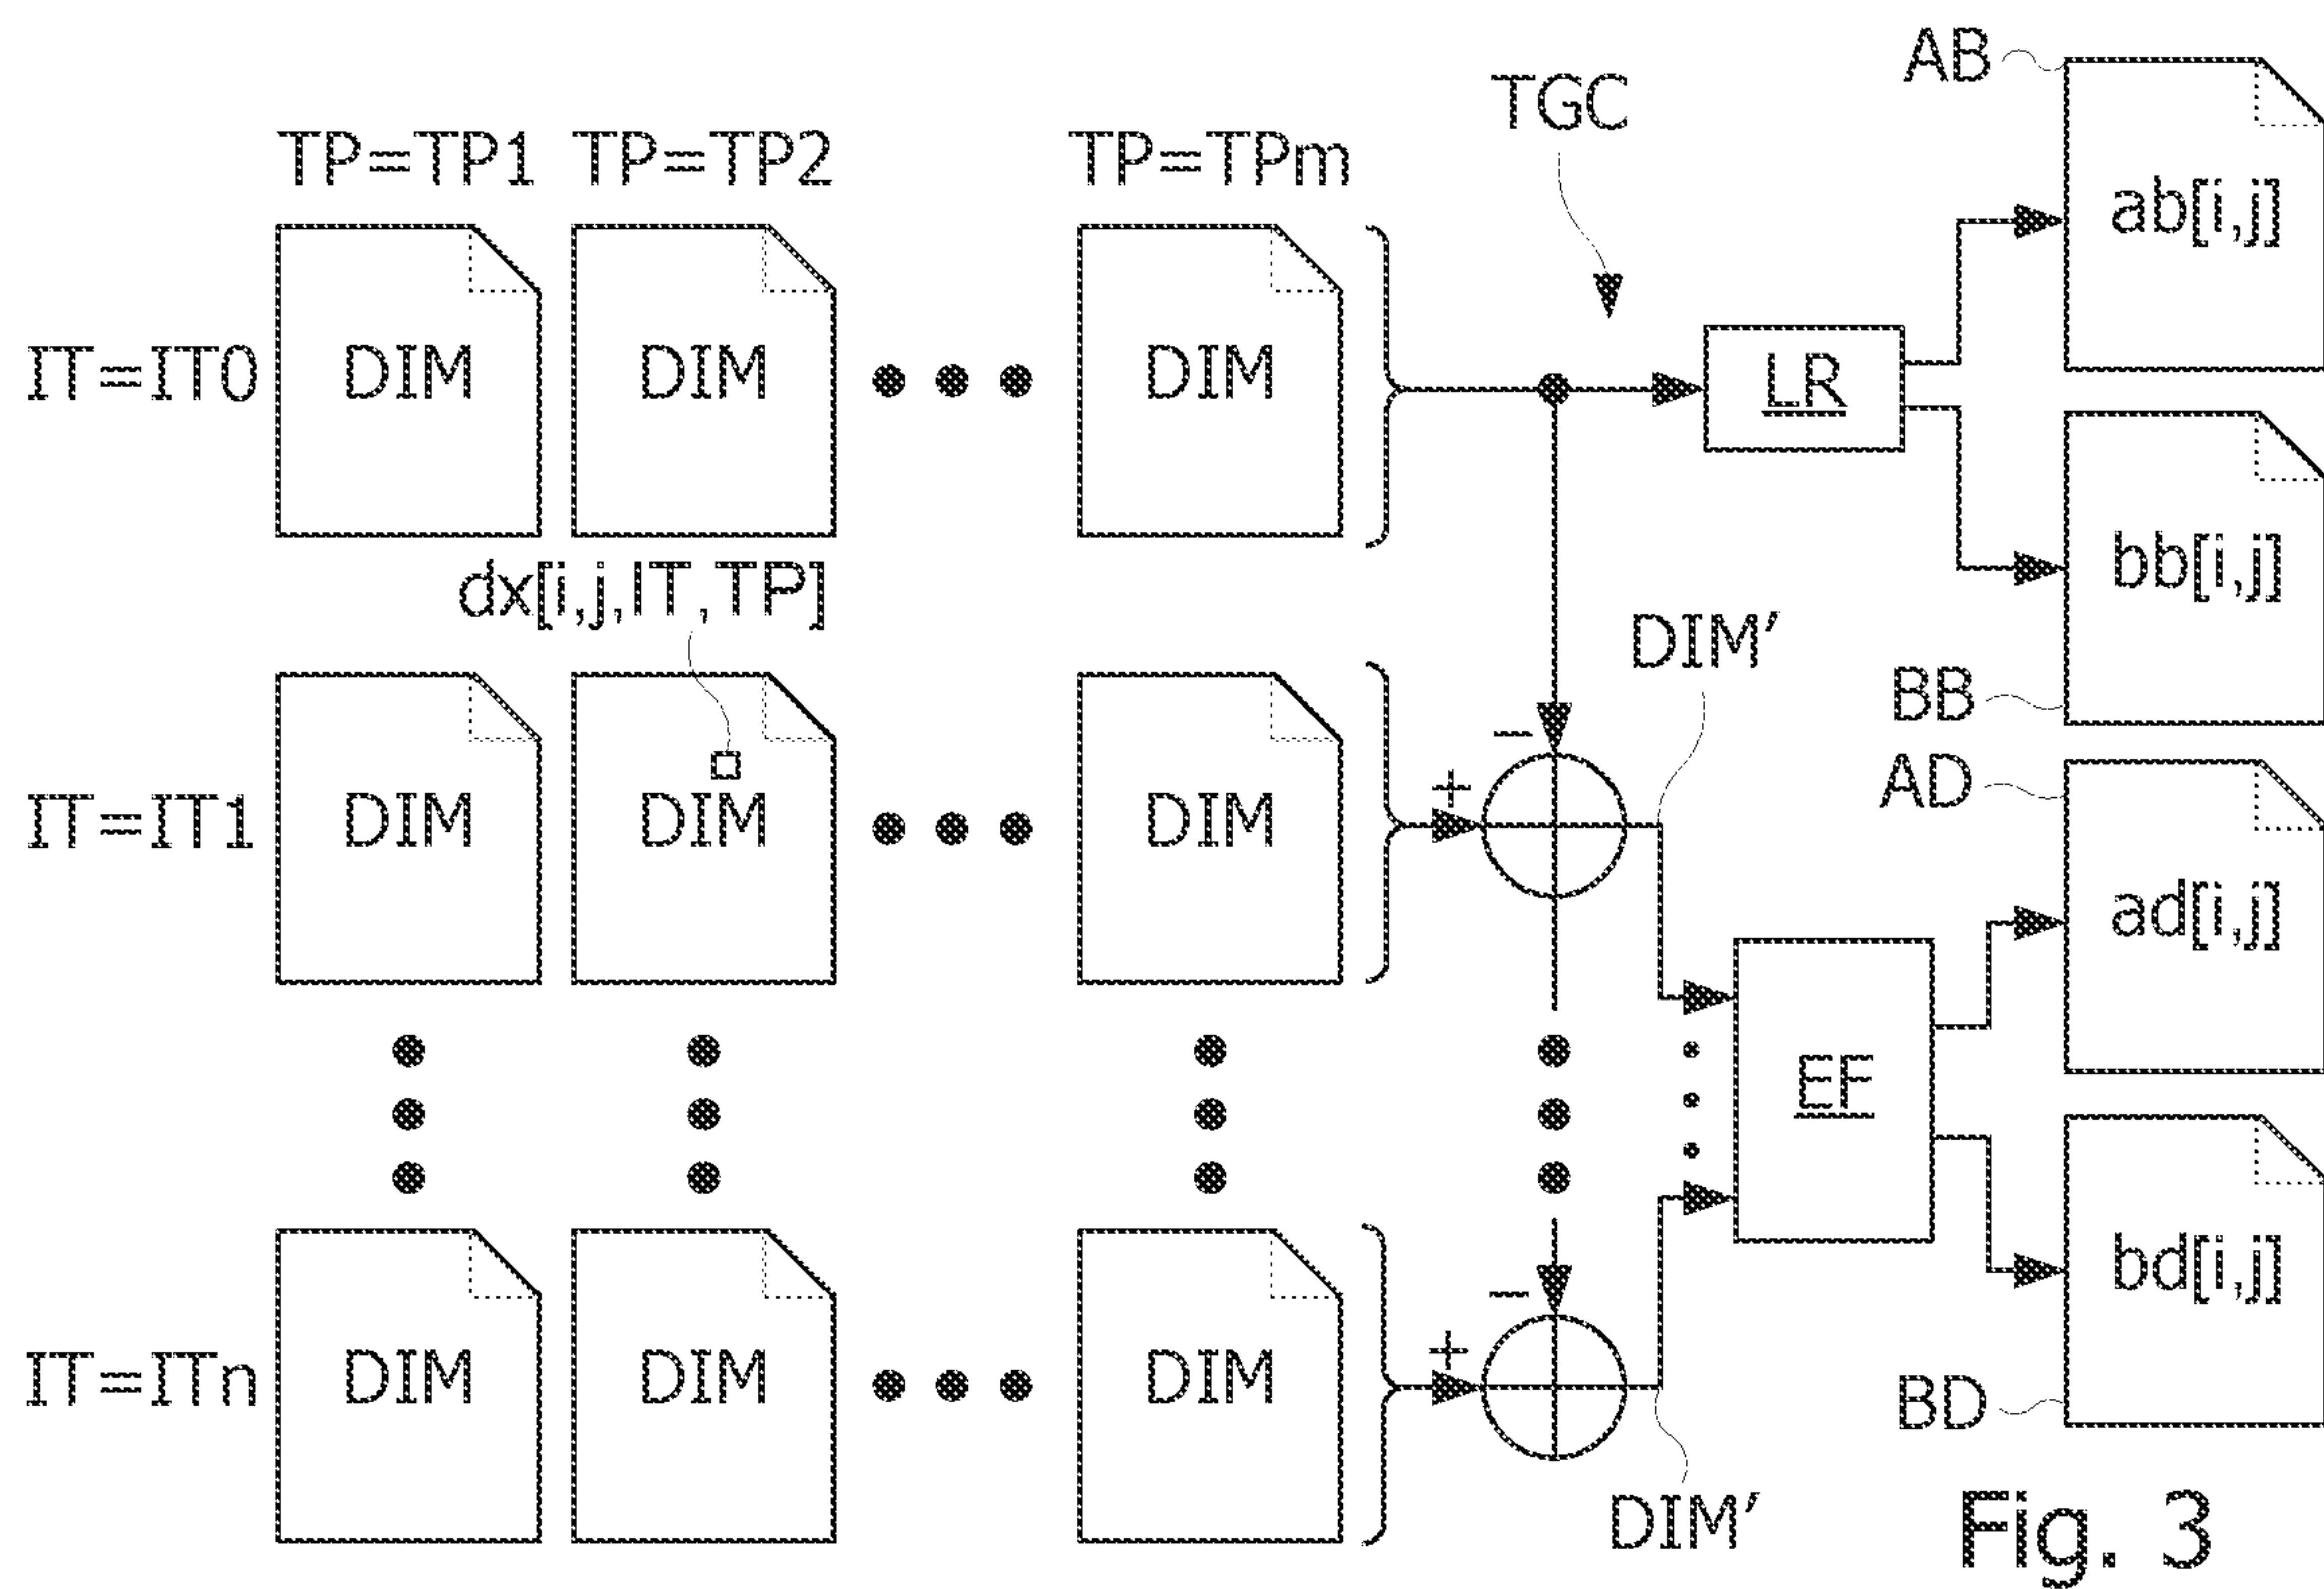 AB
TGC
TP=TP1 TP=TP2 TP=TPm
ab[i,j]
IT=IT0 DIM DIM DIM LR
bb[i,j]
dx[i,j,IT,TP]
DIM’
BB
AD
− 
+
IT=IT1 DIM DIM DIM
ad[i,j]
EF
bd[i,j]
−
+
IT=ITn DIM DIM DIM
BD
DIM’
Fig. 3